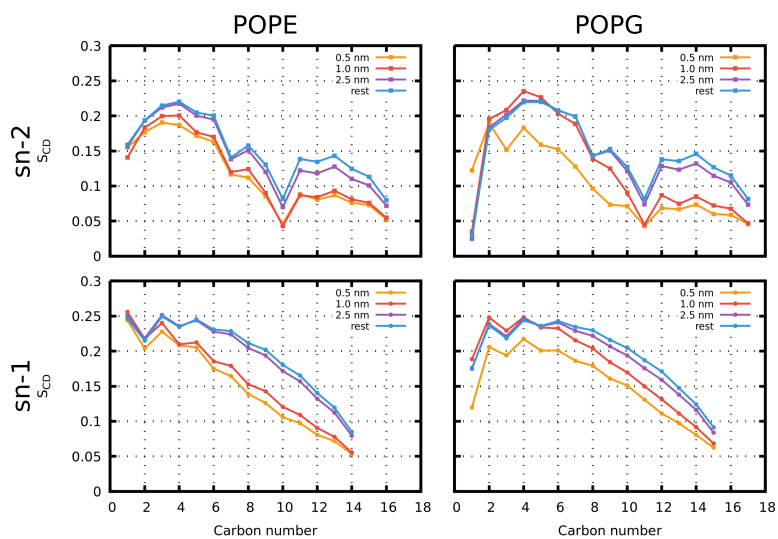 POPE POPG
sn-2
S_CD
0.3
0.25
0.2
0.15
0.1
0.05
0
0.5 nm
1.0 nm
2.5 nm
rest
0.5 nm
1.0 nm
2.5 nm
rest
sn-1
S_CD
0.3
0.25
0.2
0.15
0.1
0.05
0
0.5 nm
1.0 nm
2.5 nm
rest
0.5 nm
1.0 nm
2.5 nm
rest
0 2 4 6 8 10 12 14 16 18
0 2 4 6 8 10 12 14 16 18
Carbon number
Carbon number